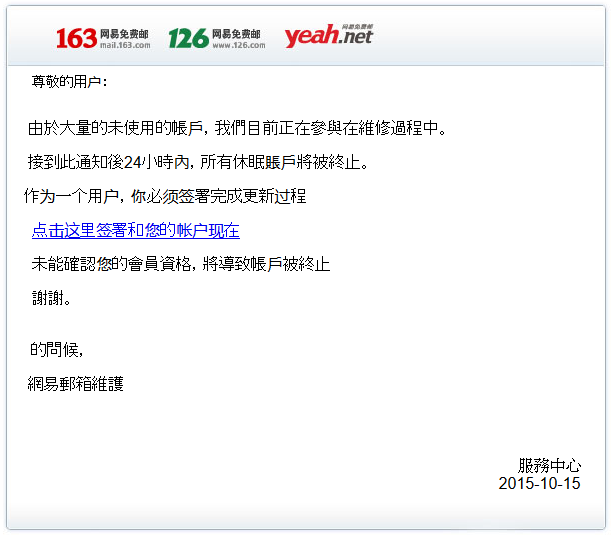 163 网易免费邮 mail.163.com 126 网易免费邮 www.126.com yeah.net 网易免费邮
尊敬的用户：
由於大量的未使用的帳戶，我們目前正在參與在維修過程中。
接到此通知後24小時內，所有休眠賬戶將被終止。
作为一个用户，你必须签署完成更新过程
点击这里签署和您的帐户现在
未能確認您的會員資格，將導致帳戶被終止
謝謝。
的問候，
網易郵箱維護
服務中心
2015-10-15